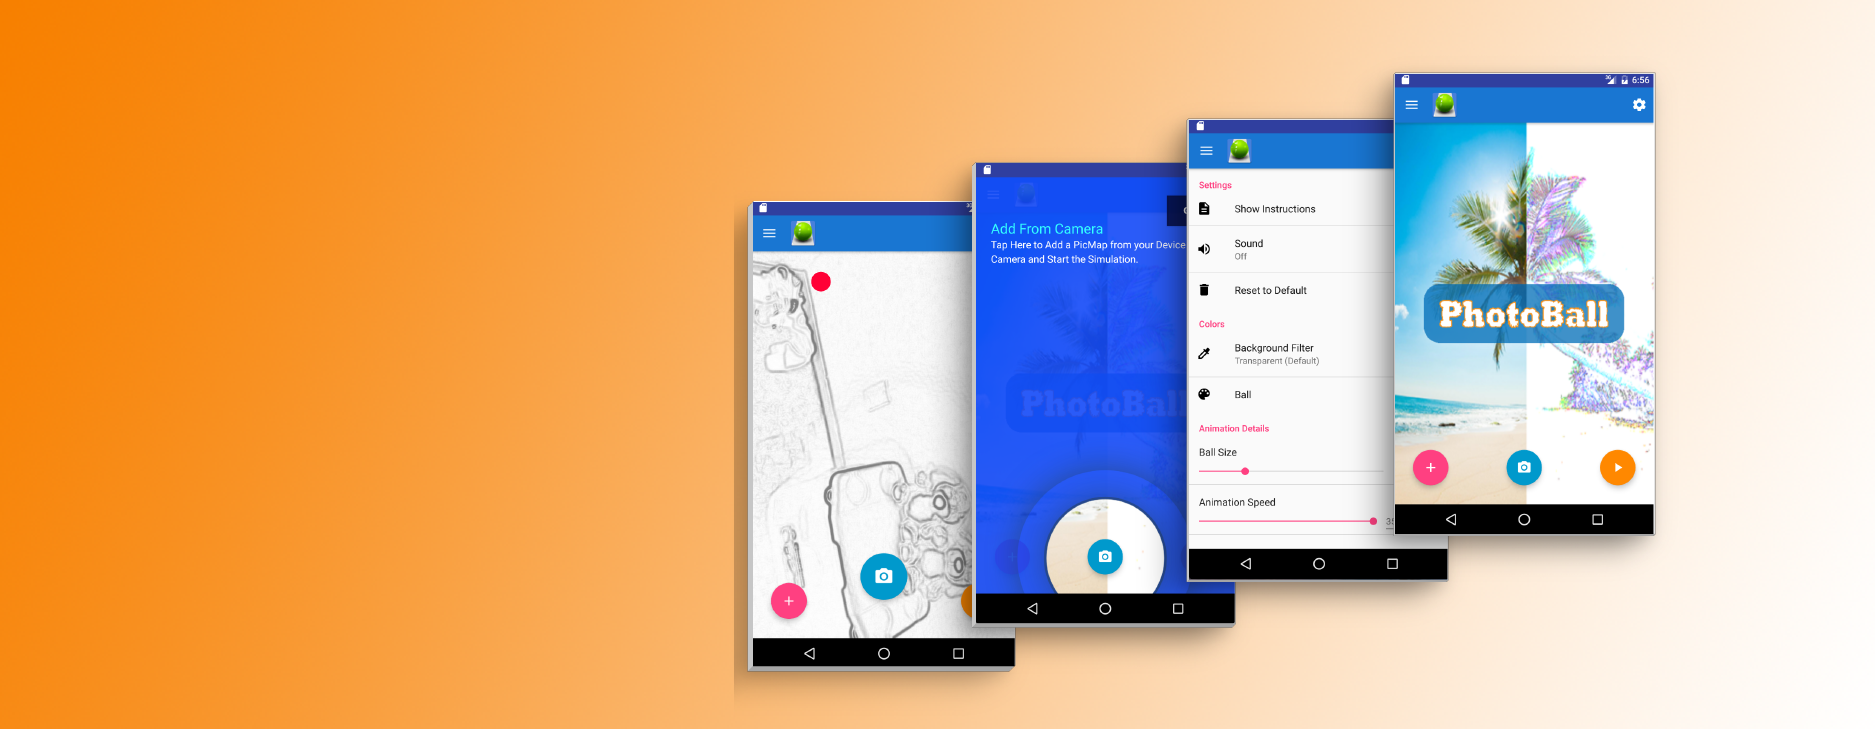 Add From Camera
Tap Here to Add a PicMap from your Device
Camera and Start the Simulation.
PhotoBall
Settings
Show Instructions
Sound
Off
Reset to Default
Colors
Background Filter
Transparent (Default)
Ball
Animation Details
Ball Size
Animation Speed
3G 6:56
PhotoBall